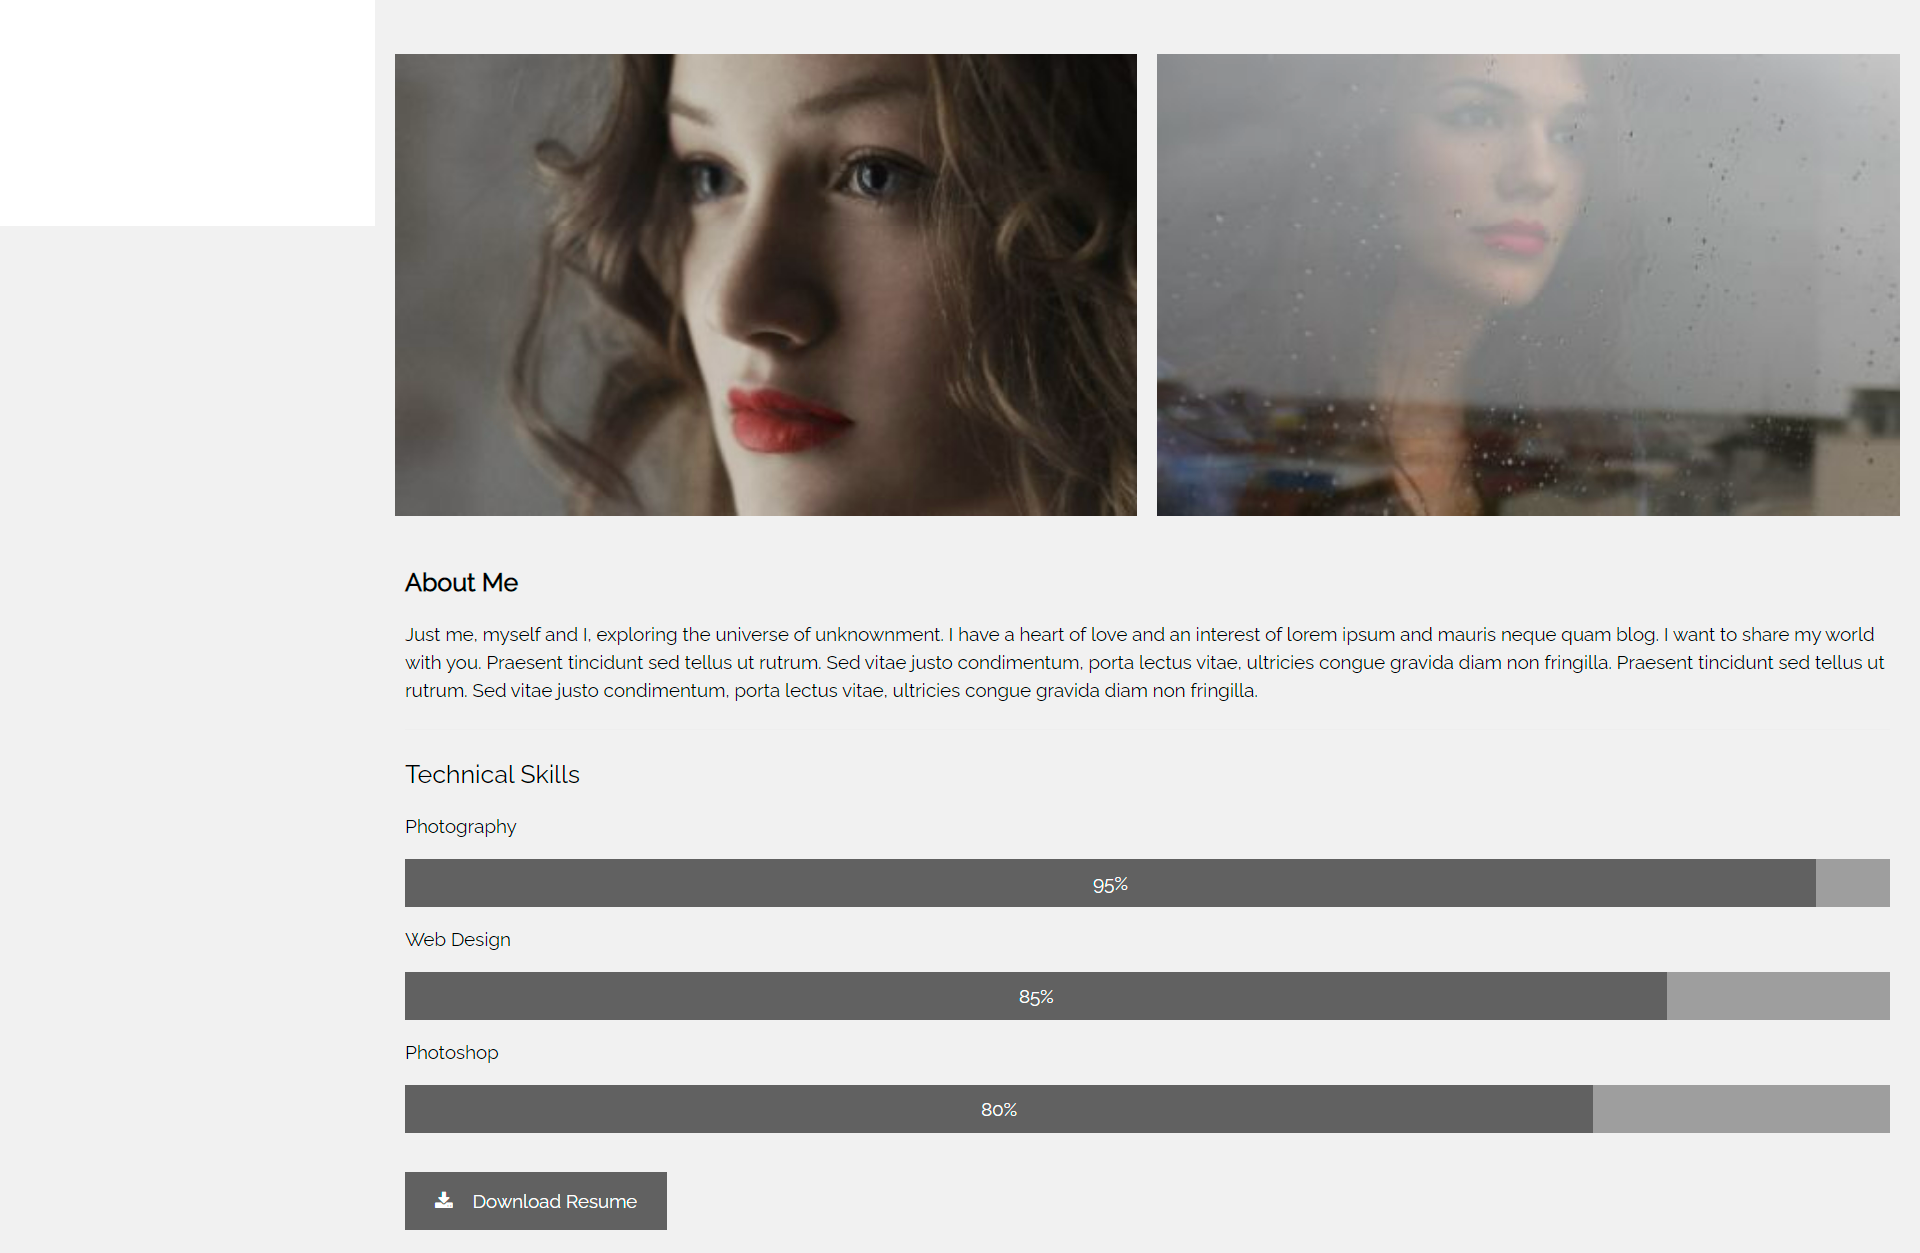 About Me
Just me, myself and I, exploring the universe of unknownment. I have a heart of love and an interest of lorem ipsum and mauris neque quam blog. I want to share my world
with you. Praesent tincidunt sed tellus ut rutrum. Sed vitae justo condimentum, porta lectus vitae, ultricies congue gravida diam non fringilla. Praesent tincidunt sed tellus ut
rutrum. Sed vitae justo condimentum, porta lectus vitae, ultricies congue gravida diam non fringilla.
Technical Skills
Photography
95%
Web Design
85%
Photoshop
80%
Download Resume